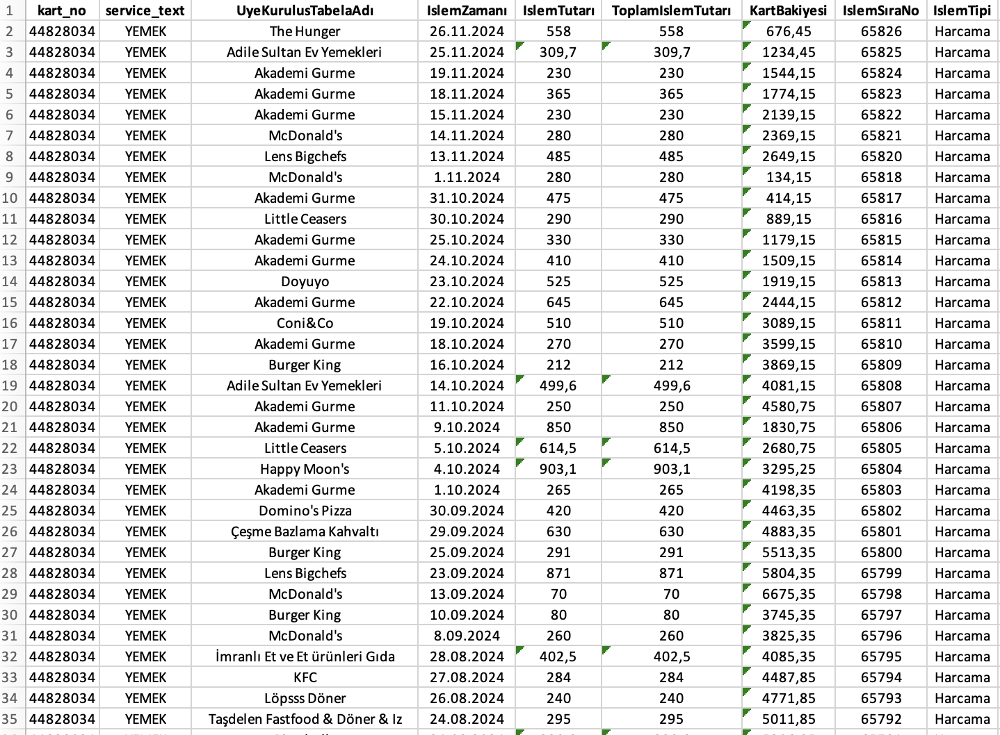 1 kart_no service_text UyeKurulusTabelaAdı IslemZamanı IslemTutarı ToplamIslemTutarı KartBakiyesi IslemSıraNo IslemTipi
2 44828034 YEMEK The Hunger 26.11.2024 558 558 676,45 65826 Harcama
3 44828034 YEMEK Adile Sultan Ev Yemekleri 25.11.2024 309,7 309,7 1234,45 65825 Harcama
4 44828034 YEMEK Akademi Gurme 19.11.2024 230 230 1544,15 65824 Harcama
5 44828034 YEMEK Akademi Gurme 18.11.2024 365 365 1774,15 65823 Harcama
6 44828034 YEMEK Akademi Gurme 15.11.2024 230 230 2139,15 65822 Harcama
7 44828034 YEMEK McDonald's 14.11.2024 280 280 2369,15 65821 Harcama
8 44828034 YEMEK Lens Bigchefs 13.11.2024 485 485 2649,15 65820 Harcama
9 44828034 YEMEK McDonald's 1.11.2024 280 280 134,15 65818 Harcama
10 44828034 YEMEK Akademi Gurme 31.10.2024 475 475 414,15 65817 Harcama
11 44828034 YEMEK Little Ceasers 30.10.2024 290 290 889,15 65816 Harcama
12 44828034 YEMEK Akademi Gurme 25.10.2024 330 330 1179,15 65815 Harcama
13 44828034 YEMEK Akademi Gurme 24.10.2024 410 410 1509,15 65814 Harcama
14 44828034 YEMEK Doyuyo 23.10.2024 525 525 1919,15 65813 Harcama
15 44828034 YEMEK Akademi Gurme 22.10.2024 645 645 2444,15 65812 Harcama
16 44828034 YEMEK Coni&Co 19.10.2024 510 510 3089,15 65811 Harcama
17 44828034 YEMEK Akademi Gurme 18.10.2024 270 270 3599,15 65810 Harcama
18 44828034 YEMEK Burger King 16.10.2024 212 212 3869,15 65809 Harcama
19 44828034 YEMEK Adile Sultan Ev Yemekleri 14.10.2024 499,6 499,6 4081,15 65808 Harcama
20 44828034 YEMEK Akademi Gurme 11.10.2024 250 250 4580,75 65807 Harcama
21 44828034 YEMEK Akademi Gurme 9.10.2024 850 850 1830,75 65806 Harcama
22 44828034 YEMEK Little Ceasers 5.10.2024 614,5 614,5 2680,75 65805 Harcama
23 44828034 YEMEK Happy Moon's 4.10.2024 903,1 903,1 3295,25 65804 Harcama
24 44828034 YEMEK Akademi Gurme 1.10.2024 265 265 4198,35 65803 Harcama
25 44828034 YEMEK Domino's Pizza 30.09.2024 420 420 4463,35 65802 Harcama
26 44828034 YEMEK Çeşme Bazlama Kahvaltı 29.09.2024 630 630 4883,35 65801 Harcama
27 44828034 YEMEK Burger King 25.09.2024 291 291 5513,35 65800 Harcama
28 44828034 YEMEK Lens Bigchefs 23.09.2024 871 871 5804,35 65799 Harcama
29 44828034 YEMEK McDonald's 13.09.2024 70 70 6675,35 65798 Harcama
30 44828034 YEMEK Burger King 10.09.2024 80 80 3745,35 65797 Harcama
31 44828034 YEMEK McDonald's 8.09.2024 260 260 3825,35 65796 Harcama
32 44828034 YEMEK İmranlı Et ve Et ürünleri Gıda 28.08.2024 402,5 402,5 4085,35 65795 Harcama
33 44828034 YEMEK KFC 27.08.2024 284 284 4487,85 65794 Harcama
34 44828034 YEMEK Löpsss Döner 26.08.2024 240 240 4771,85 65793 Harcama
35 44828034 YEMEK Taşdelen Fastfood & Döner & Iz 24.08.2024 295 295 5011,85 65792 Harcama